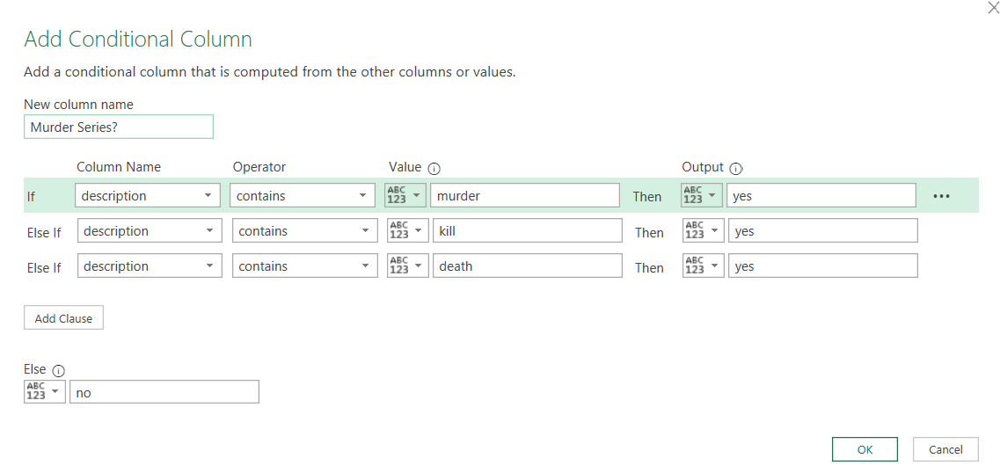 Add Conditional Column
Add a conditional column that is computed from the other columns or values.
New column name
Murder Series?
Column Name Operator Value Output
If description contains ABC 123 murder Then ABC 123 yes ...
Else If description contains ABC 123 kill Then ABC 123 yes
Else If description contains ABC 123 death Then ABC 123 yes
Add Clause
Else
ABC 123 no
OK Cancel